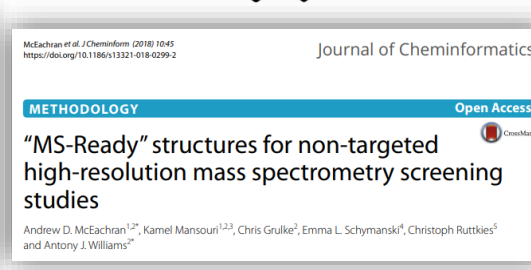 McEachran et al. J Cheminform (2018) 10:45
https://doi.org/10.1186/s13321-018-0299-2
Journal of Cheminformatics
METHODOLOGY
Open Access
CrossMark
“MS-Ready” structures for non-targeted
high-resolution mass spectrometry screening
studies
Andrew D. McEachran1,2*, Kamel Mansouri1,2,3, Chris Grulke2, Emma L. Schymanski4, Christoph Ruttkies5
and Antony J. Williams2*